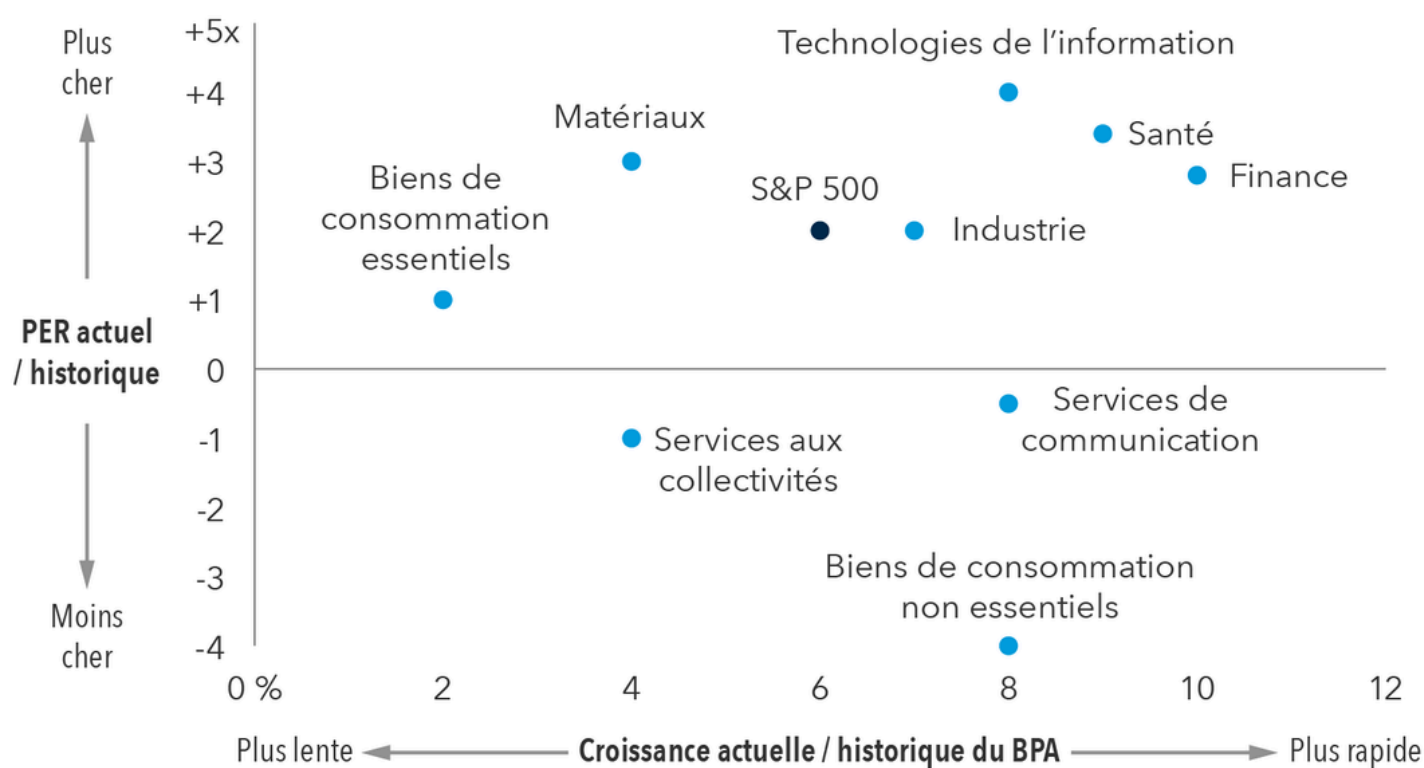 Plus
cher
PER actuel
/ historique
Moins
cher
+5x
+4
+3
+2
+1
0
-1
-2
-3
-4
Technologies de l’information
Matériaux
Santé
Biens de
consommation
essentiels
Finance
S&P 500
Industrie
Services de
communication
Services aux
collectivités
Biens de consommation
non essentiels
0 %
2
4
6
8
10
12
Plus lente
Croissance actuelle / historique du BPA
Plus rapide